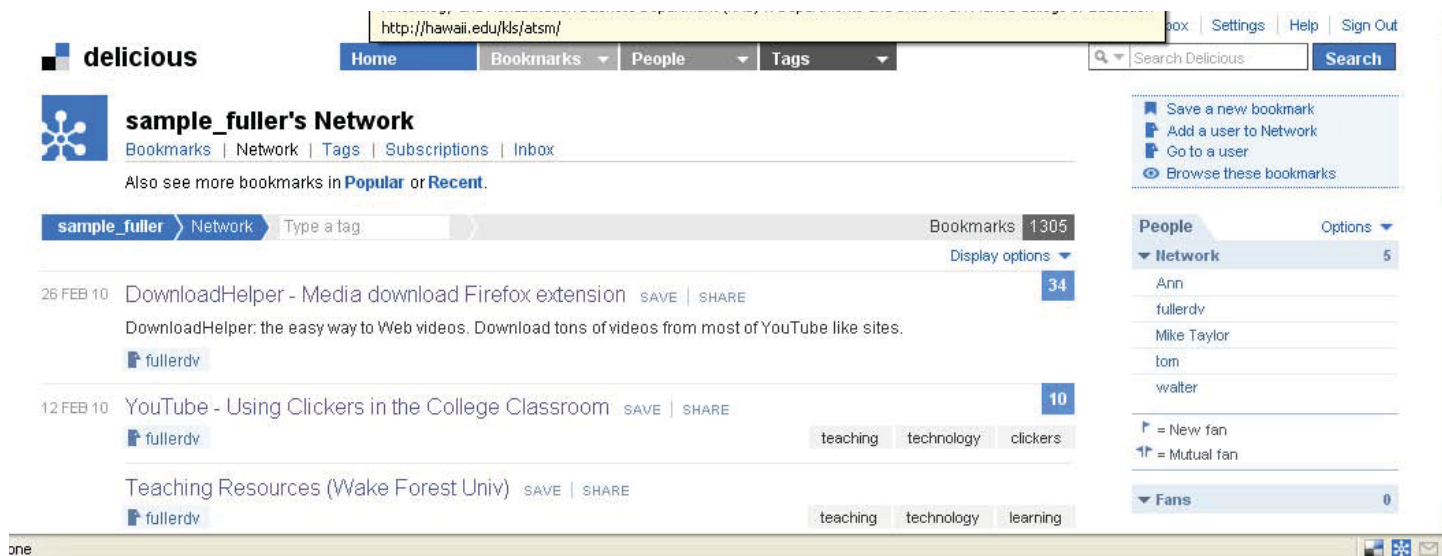 http://hawaii.edu/kls/atsm/
Settings | Help | Sign Out
delicious Home Bookmarks People Tags Search Delicious Search
sample_fuller's Network
Bookmarks | Network | Tags | Subscriptions | Inbox
Also see more bookmarks in Popular or Recent.
Save a new bookmark
Add a user to Network
Go to a user
Browse these bookmarks
sample_fuller Network Type a tag Bookmarks 1305
Display options
26 FEB 10 DownloadHelper - Media download Firefox extension SAVE | SHARE 34
DownloadHelper: the easy way to Web videos. Download tons of videos from most of YouTube like sites.
fullerdv
12 FEB 10 YouTube - Using Clickers in the College Classroom SAVE | SHARE 10
fullerdv teaching technology clickers
Teaching Resources (Wake Forest Univ) SAVE | SHARE
fullerdv teaching technology learning
People Options
Network 5
Ann
fullerdv
Mike Taylor
tom
walter
= New fan
= Mutual fan
Fans 0